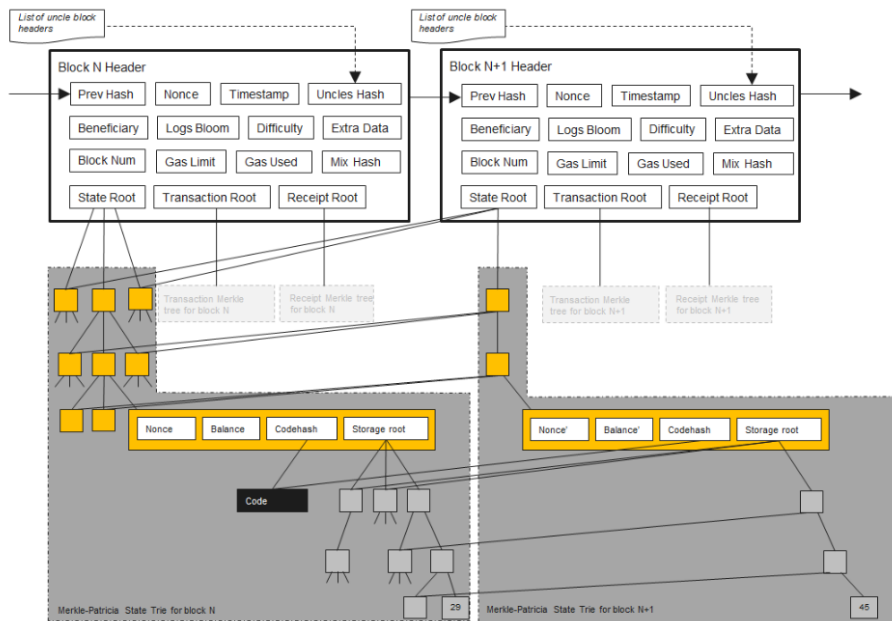 List of uncle block
headers
List of uncle block
headers
Block N Header
Prev Hash
Nonce
Timestamp
Uncles Hash
Beneficiary
Logs Bloom
Difficulty
Extra Data
Block Num
Gas Limit
Gas Used
Mix Hash
State Root
Transaction Root
Receipt Root
Block N+1 Header
Prev Hash
Nonce
Timestamp
Uncles Hash
Beneficiary
Logs Bloom
Difficulty
Extra Data
Block Num
Gas Limit
Gas Used
Mix Hash
State Root
Transaction Root
Receipt Root
Transaction Merkle
tree for block N
Receipt Merkle tree
for block N
Transaction Merkle
tree for block N+1
Receipt Merkle tree
for block N+1
Nonce
Balance
Codehash
Storage root
Nonce'
Balance'
Codehash
Storage root
Code
29
45
Merkle-Patricia State Trie for block N
Merkle-Patricia State Trie for block N+1